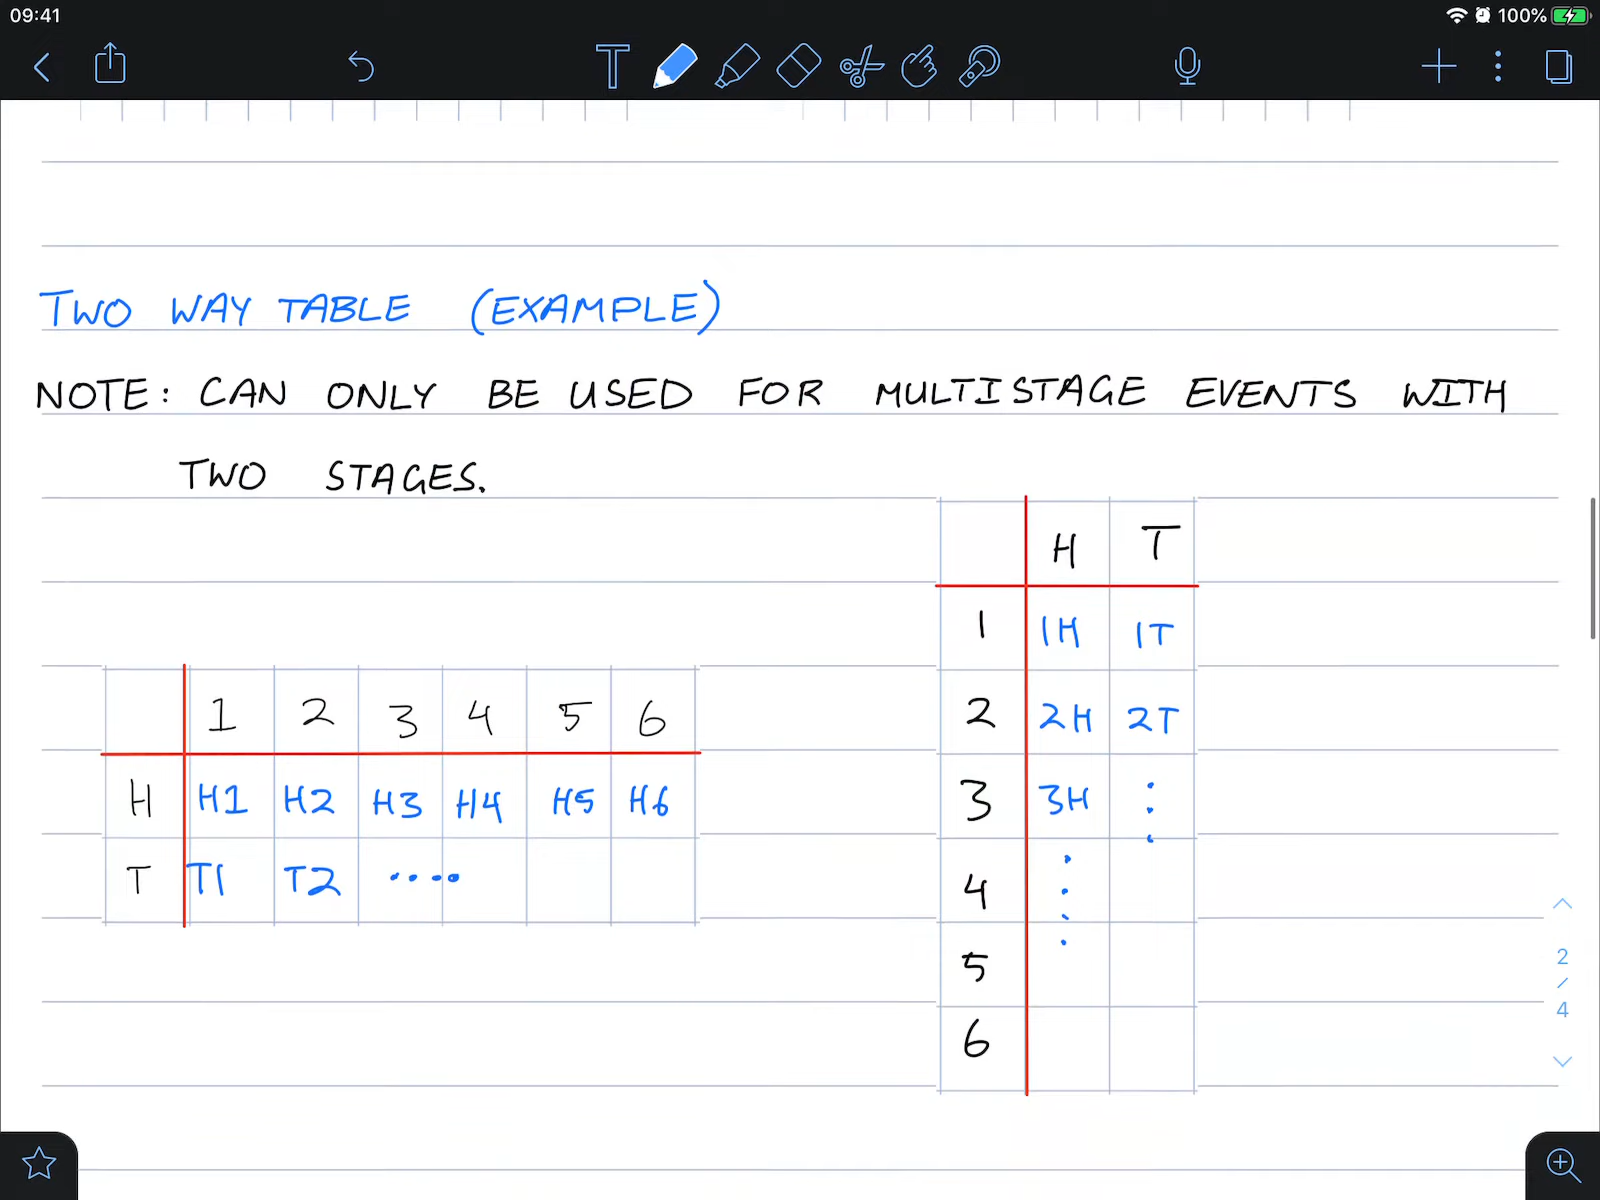 09:41
100%
TWO WAY TABLE (EXAMPLE)
NOTE: CAN ONLY BE USED FOR MULTISTAGE EVENTS WITH
TWO STAGES.
1 2 3 4 5 6
H H1 H2 H3 H4 H5 H6
T T1 T2 ....
H T
1 1H 1T
2 2H 2T
3 3H :
4
5
6
2
/
4